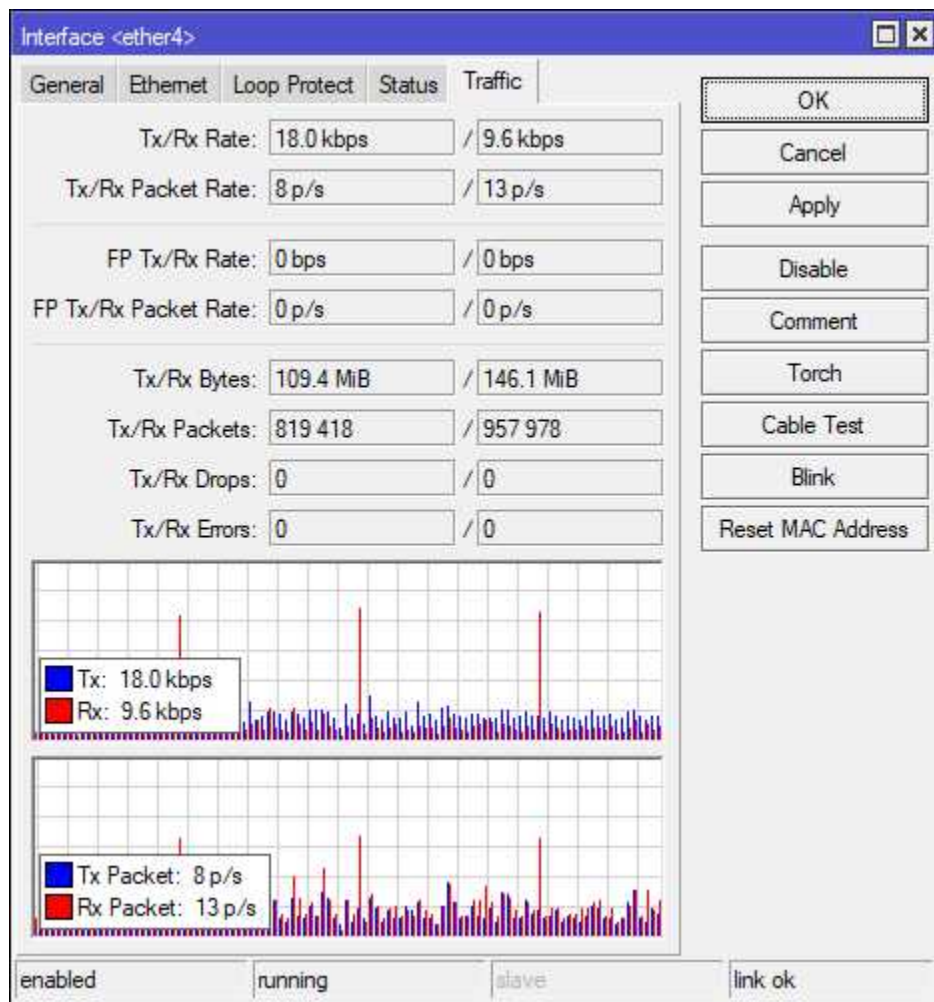 Interface <ether4>
General Ethernet Loop Protect Status Traffic
OK
Cancel
Apply
Disable
Comment
Torch
Cable Test
Blink
Reset MAC Address
Tx/Rx Rate: 18.0 kbps / 9.6 kbps
Tx/Rx Packet Rate: 8 p/s / 13 p/s
FP Tx/Rx Rate: 0 bps / 0 bps
FP Tx/Rx Packet Rate: 0 p/s / 0 p/s
Tx/Rx Bytes: 109.4 MiB / 146.1 MiB
Tx/Rx Packets: 819 418 / 957 978
Tx/Rx Drops: 0 / 0
Tx/Rx Errors: 0 / 0
Tx: 18.0 kbps
Rx: 9.6 kbps
Tx Packet: 8 p/s
Rx Packet: 13 p/s
enabled running slave link ok